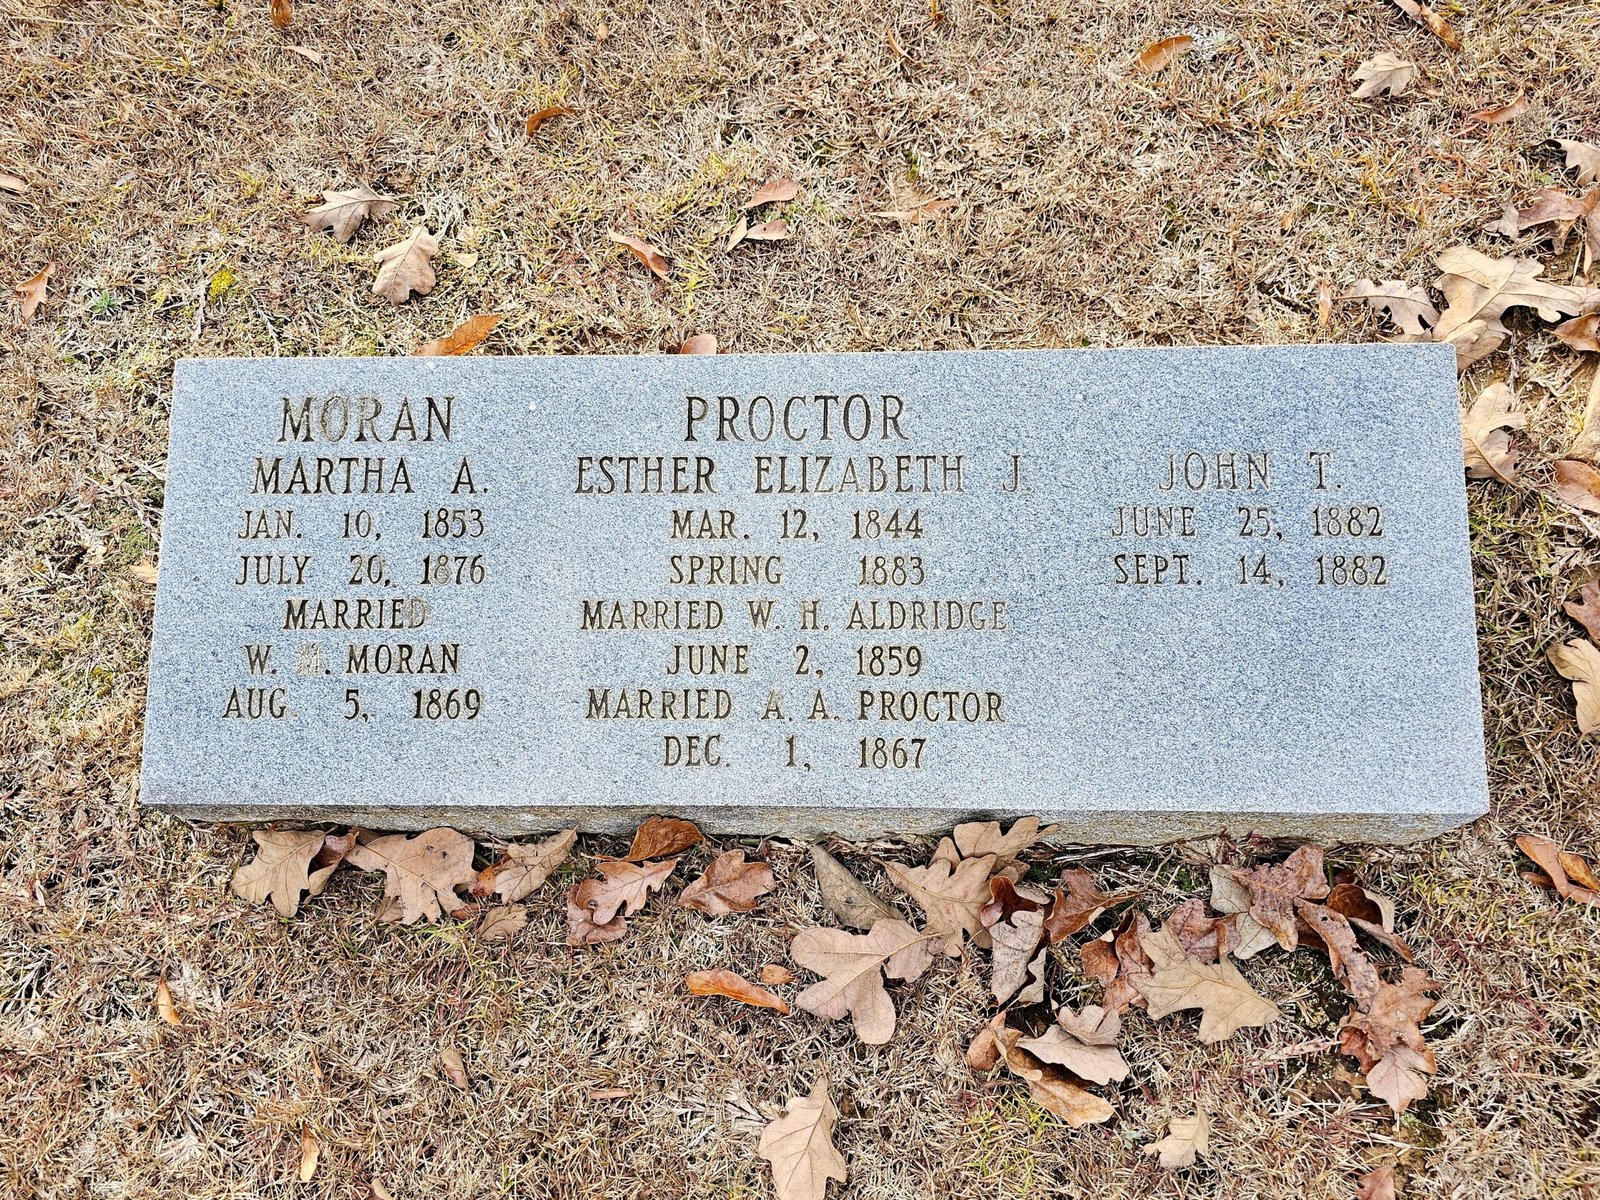 MORAN
MARTHA A.
JAN. 10, 1853
JULY 20, 1876
MARRIED
W. M. MORAN
AUG. 5, 1869
PROCTOR
ESTHER ELIZABETH J.
MAR. 12, 1844
SPRING 1883
MARRIED W. H. ALDRIDGE
JUNE 2, 1859
MARRIED A. A. PROCTOR
DEC. 1, 1867
JOHN T.
JUNE 25, 1882
SEPT. 14, 1882